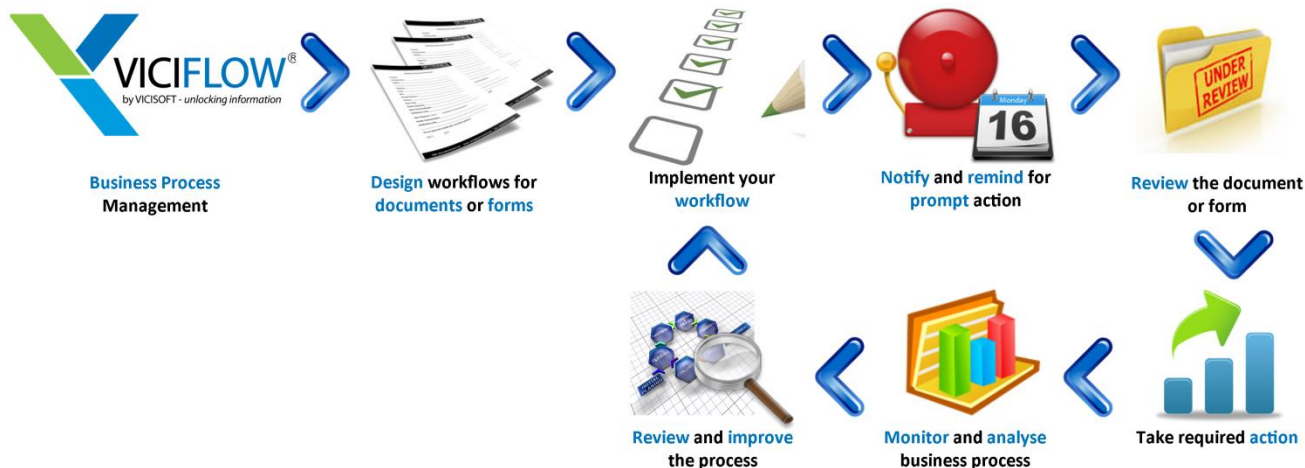 VICIFLOW®
by VICISOFT - unlocking information
Business Process
Management
Design workflows for
documents or forms
Implement your
workflow
Monday
16
Notify and remind for
prompt action
UNDER
REVIEW
Review the document
or form
Take required action
Monitor and analyse
business process
Review and improve
the process